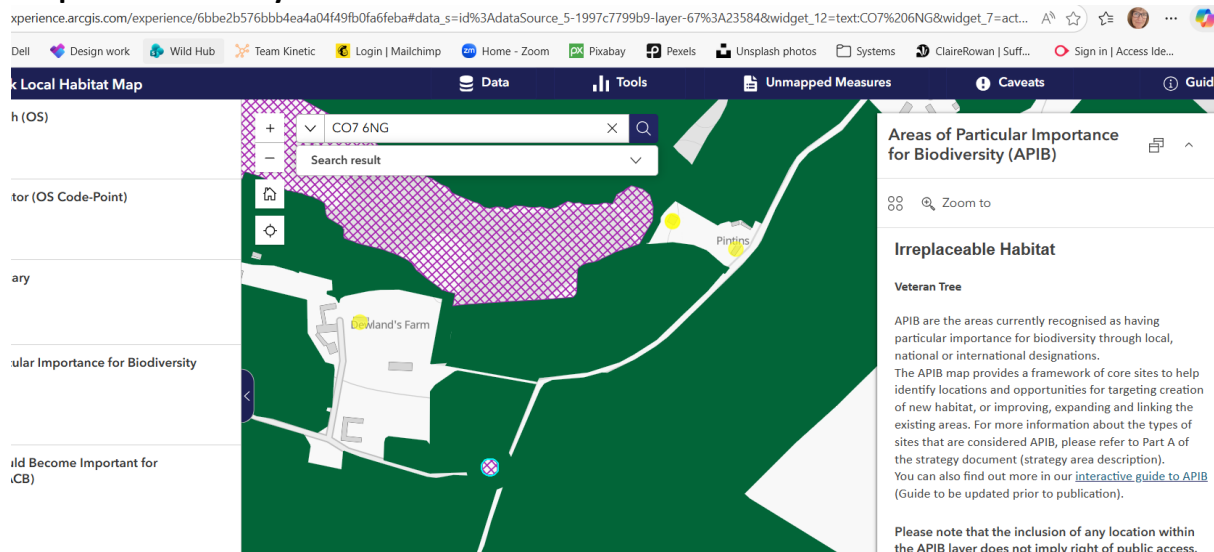 xperience.arcgis.com/experience/6bbe2b576bbb4ea4a04f49fb0fa6feba#data_s=id%3AdataSource_5-1997c7799b9-layer-67%3A23584&widget_12=text:CO7%206NG&widget_7=act...
Dell Design work Wild Hub Team Kinetic Login | Mailchimp zm Home - Zoom PX Pixabay Pexels Unsplash photos Systems ClaireRowan | Suff... Sign in | Access Ide...
k Local Habitat Map Data Tools Unmapped Measures Caveats Guid
h (OS)
tor (OS Code-Point)
ary
ular Importance for Biodiversity
uld Become Important for
CB)
CO7 6NG
Search result
Pintins
Dewland's Farm
Areas of Particular Importance
for Biodiversity (APIB)
Zoom to
Irreplaceable Habitat
Veteran Tree
APIB are the areas currently recognised as having
particular importance for biodiversity through local,
national or international designations.
The APIB map provides a framework of core sites to help
identify locations and opportunities for targeting creation
of new habitat, or improving, expanding and linking the
existing areas. For more information about the types of
sites that are considered APIB, please refer to Part A of
the strategy document (strategy area description).
You can also find out more in our interactive guide to APIB
(Guide to be updated prior to publication).
Please note that the inclusion of any location within
the APIB layer does not imply right of public access.